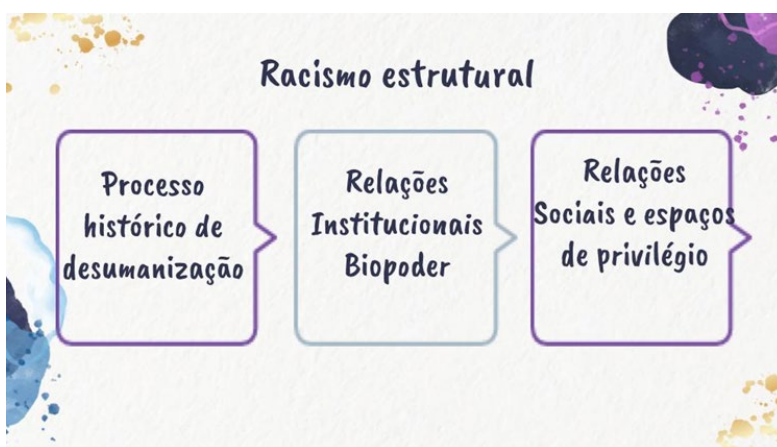 Racismo estrutural
Processo
histórico de
desumanização
Relações
Institucionais
Biopoder
Relações
Sociais e espaços
de privilégio